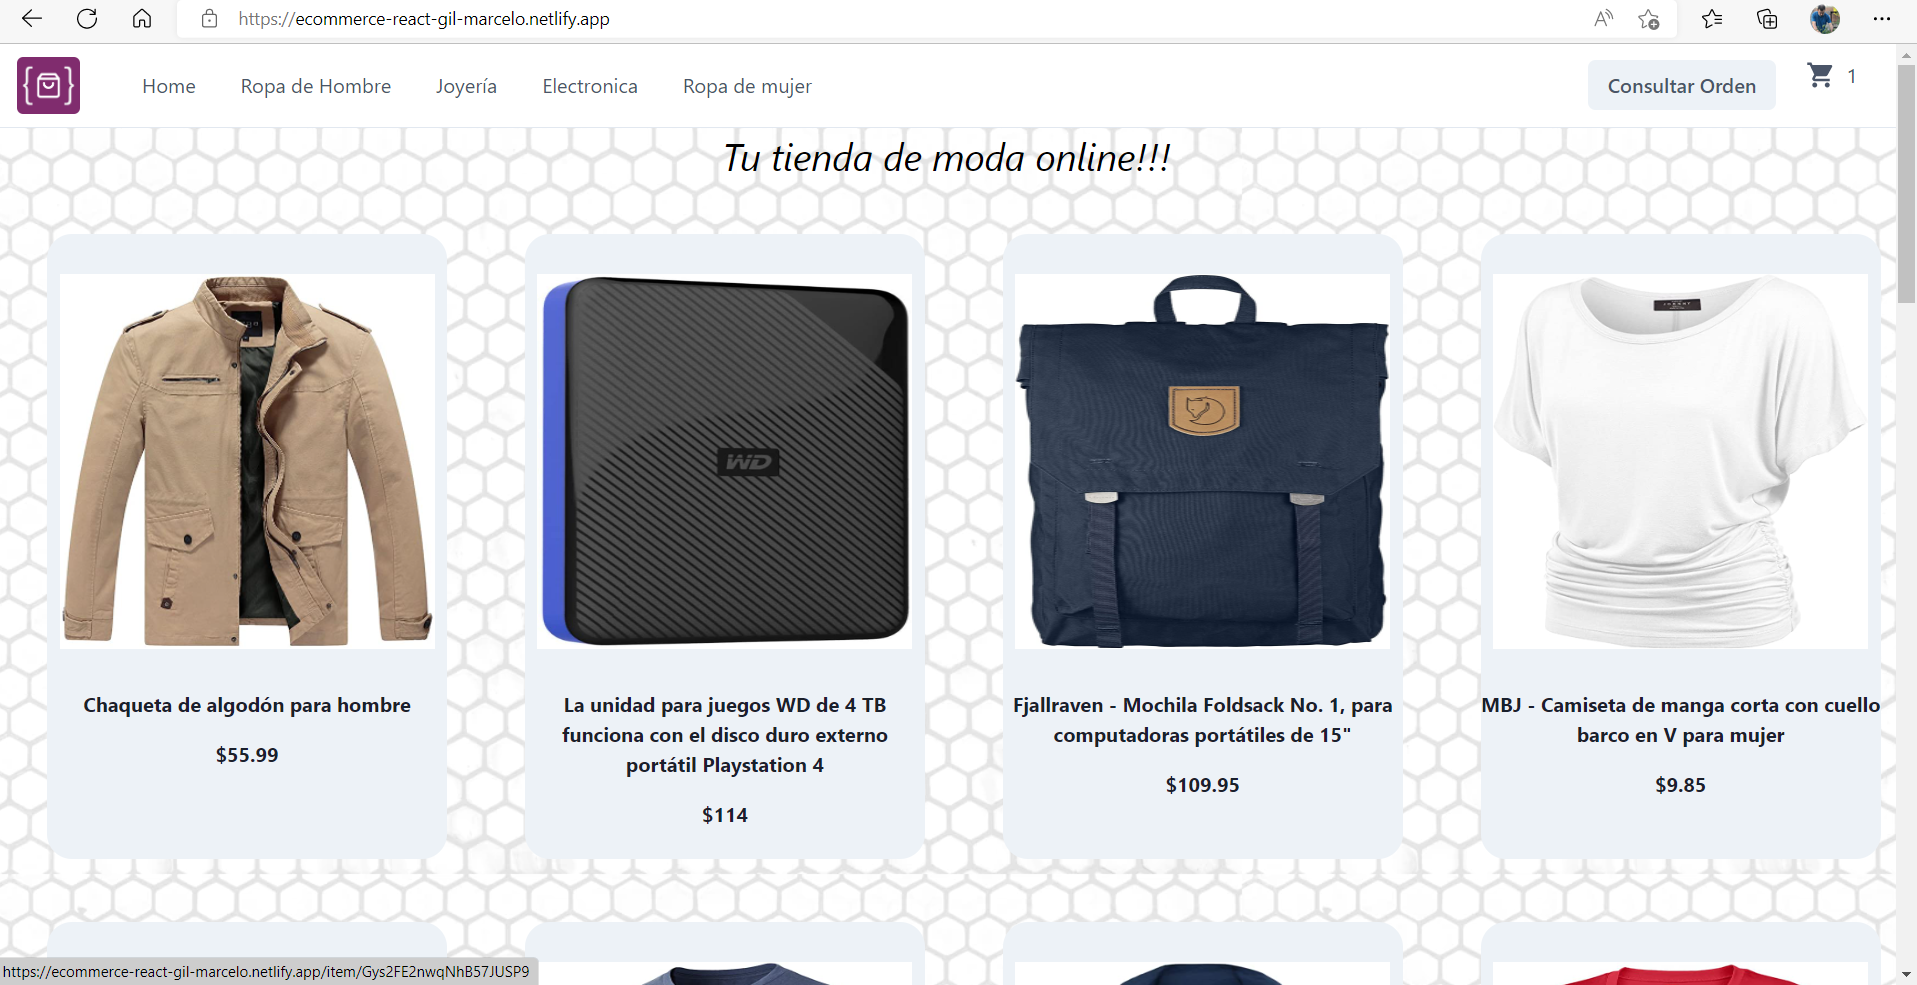 https://ecommerce-react-gil-marcelo.netlify.app
Home Ropa de Hombre Joyería Electronica Ropa de mujer Consultar Orden 1
Tu tienda de moda online!!!
WD
Chaqueta de algodón para hombre
$55.99
La unidad para juegos WD de 4 TB
funciona con el disco duro externo
portátil Playstation 4
$114
Fjallraven - Mochila Foldsack No. 1, para
computadoras portátiles de 15"
$109.95
MBJ - Camiseta de manga corta con cuello
barco en V para mujer
$9.85
https://ecommerce-react-gil-marcelo.netlify.app/item/Gys2FE2nwqNhB57JUSP9